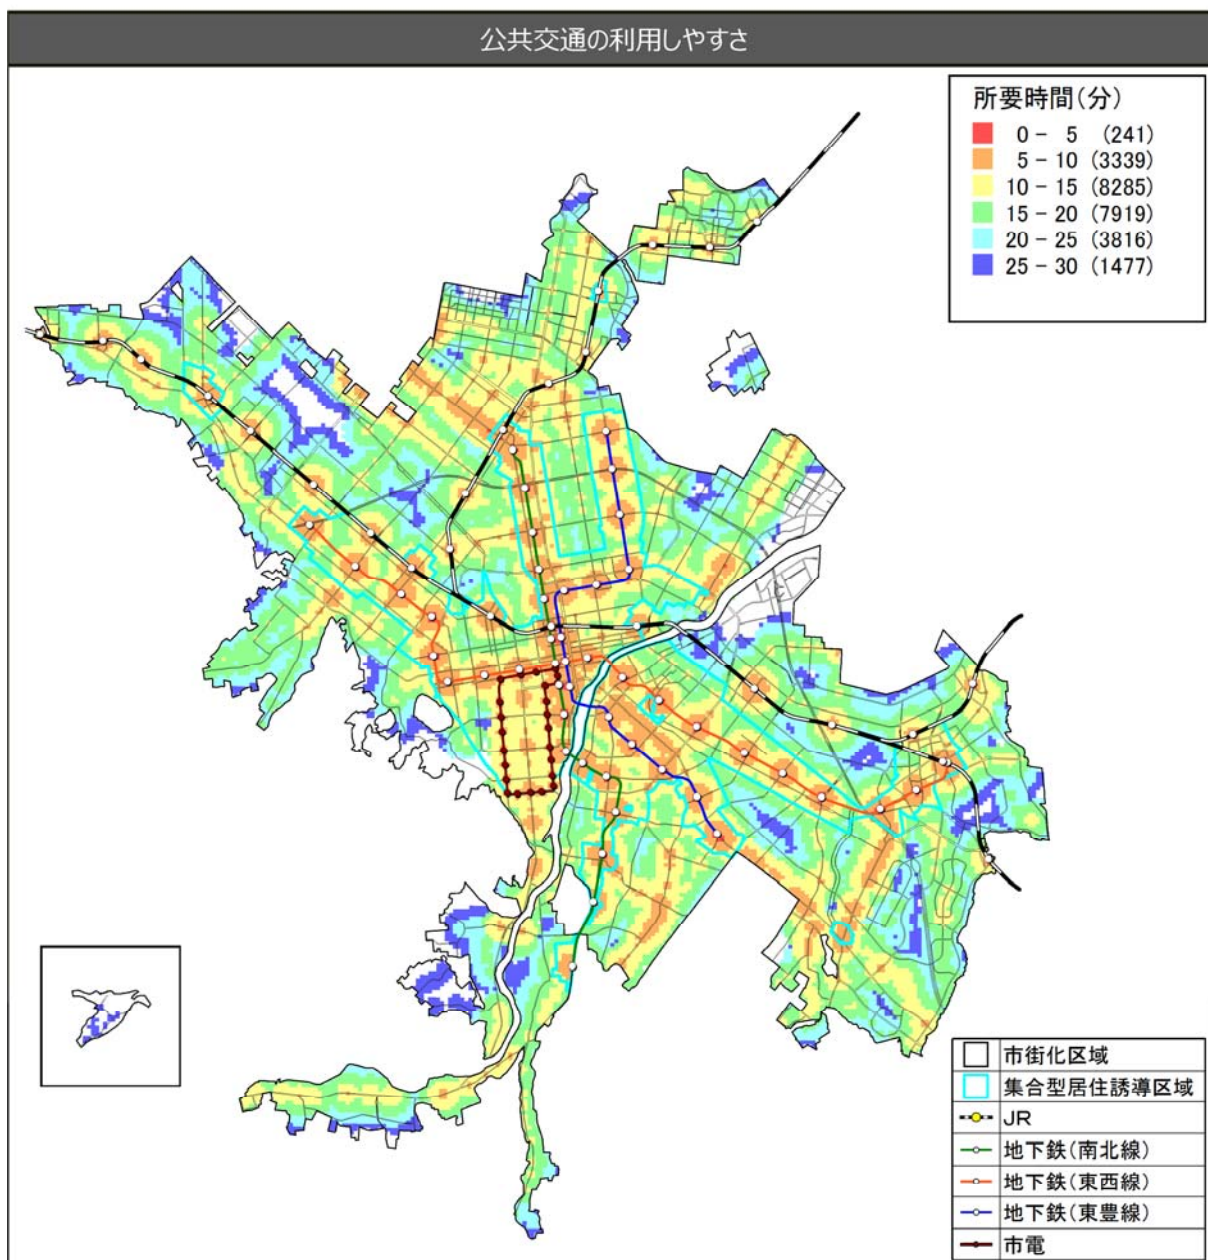 公共交通の利用しやすさ
所要時間(分)
0 - 5 (241)
5 - 10 (3339)
10 - 15 (8285)
15 - 20 (7919)
20 - 25 (3816)
25 - 30 (1477)
市街化区域
集合型居住誘導区域
JR
地下鉄(南北線)
地下鉄(東西線)
地下鉄(東豊線)
市電